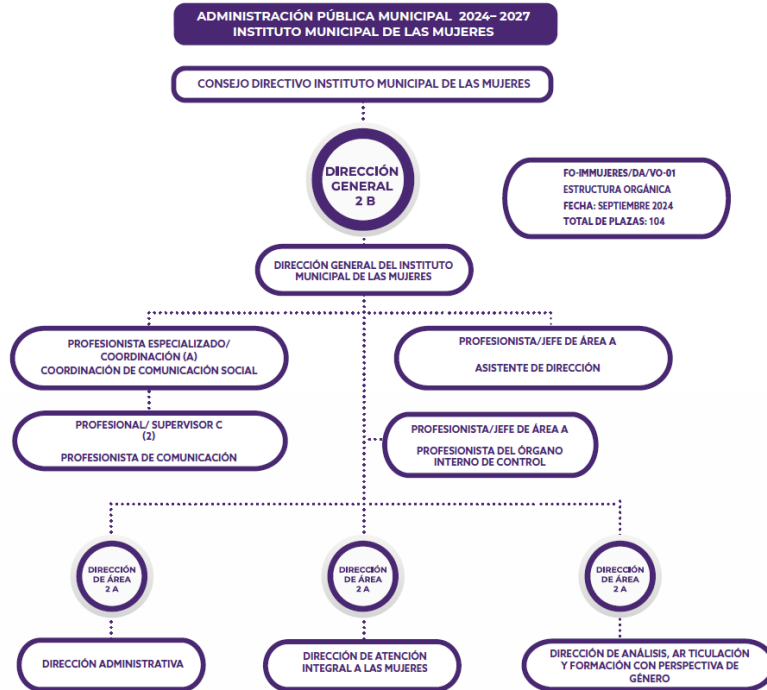 ADMINISTRACIÓN PÚBLICA MUNICIPAL 2024– 2027
INSTITUTO MUNICIPAL DE LAS MUJERES
CONSEJO DIRECTIVO INSTITUTO MUNICIPAL DE LAS MUJERES
DIRECCIÓN
GENERAL
2 B
FO-IMMUJERES/DA/VO-01
ESTRUCTURA ORGÁNICA
FECHA: SEPTIEMBRE 2024
TOTAL DE PLAZAS: 104
DIRECCIÓN GENERAL DEL INSTITUTO
MUNICIPAL DE LAS MUJERES
PROFESIONISTA ESPECIALIZADO/
COORDINACIÓN (A)
COORDINACIÓN DE COMUNICACIÓN SOCIAL
PROFESIONISTA/JEFE DE ÁREA A
ASISTENTE DE DIRECCIÓN
PROFESIONAL/ SUPERVISOR C
(2)
PROFESIONISTA DE COMUNICACIÓN
PROFESIONISTA/JEFE DE ÁREA A
PROFESIONISTA DEL ÓRGANO
INTERNO DE CONTROL
DIRECCIÓN
DE ÁREA
2 A
DIRECCIÓN
DE ÁREA
2 A
DIRECCIÓN
DE ÁREA
2 A
DIRECCIÓN ADMINISTRATIVA
DIRECCIÓN DE ATENCIÓN
INTEGRAL A LAS MUJERES
DIRECCIÓN DE ANÁLISIS, AR TICULACIÓN
Y FORMACIÓN CON PERSPECTIVA DE
GÉNERO